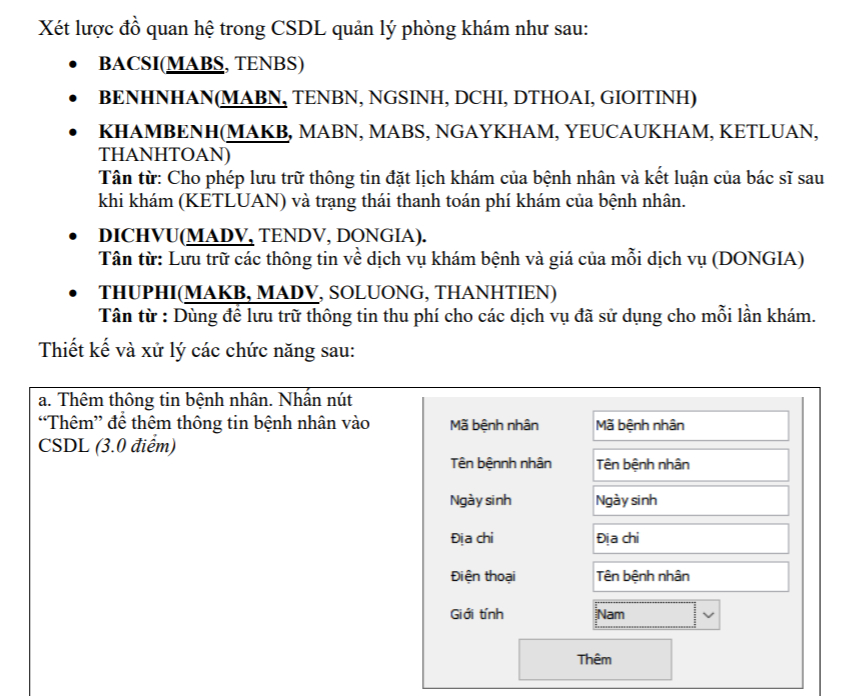 Xét lược đồ quan hệ trong CSDL quản lý phòng khám như sau:
• BACSI(MABS, TENBS)
• BENHNHAN(MABN, TENBN, NGSINH, DCHI, DTHOAI, GIOITINH)
• KHAMBENH(MAKB, MABN, MABS, NGAYKHAM, YEUCAUKHAM, KETLUAN,
THANHTOAN)
Tân từ: Cho phép lưu trữ thông tin đặt lịch khám của bệnh nhân và kết luận của bác sĩ sau
khi khám (KETLUAN) và trạng thái thanh toán phí khám của bệnh nhân.
• DICHVU(MADV, TENDV, DONGIA).
Tân từ: Lưu trữ các thông tin về dịch vụ khám bệnh và giá của mỗi dịch vụ (DONGIA)
• THUPHI(MAKB, MADV, SOLUONG, THANHTIEN)
Tân từ : Dùng để lưu trữ thông tin thu phí cho các dịch vụ đã sử dụng cho mỗi lần khám.
Thiết kế và xử lý các chức năng sau:
a. Thêm thông tin bệnh nhân. Nhấn nút
“Thêm” để thêm thông tin bệnh nhân vào
CSDL (3.0 điểm)
Mã bệnh nhân Mã bệnh nhân
Tên bệnnh nhân Tên bệnh nhân
Ngày sinh Ngày sinh
Địa chỉ Địa chỉ
Điện thoại Tên bệnh nhân
Giới tính Nam
Thêm